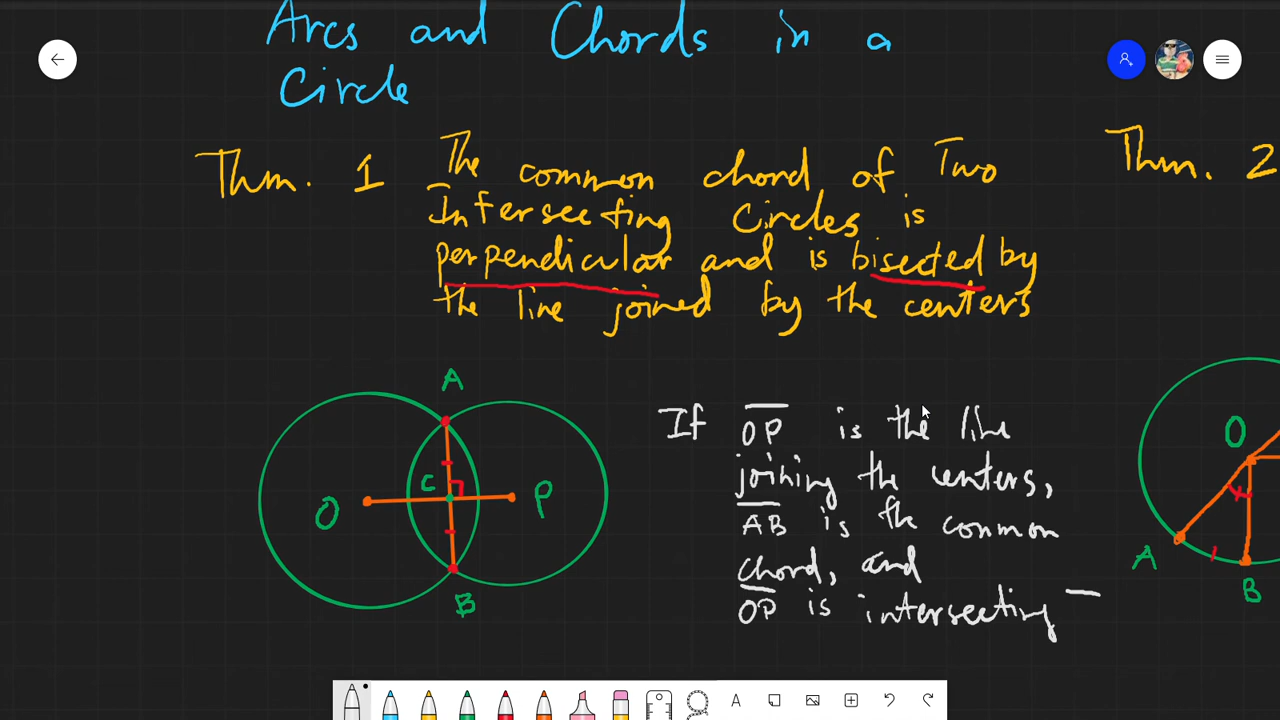 Arcs and Chords in a
Circle
Thm. 1 The common chord of Two
Intersecting Circles is
perpendicular and is bisected by
the line joined by the centers
Thm. 2
A
C
O
P
B
If OP is the line
joining the centers,
AB is the common
chord, and
OP is intersecting
O
A
B
A